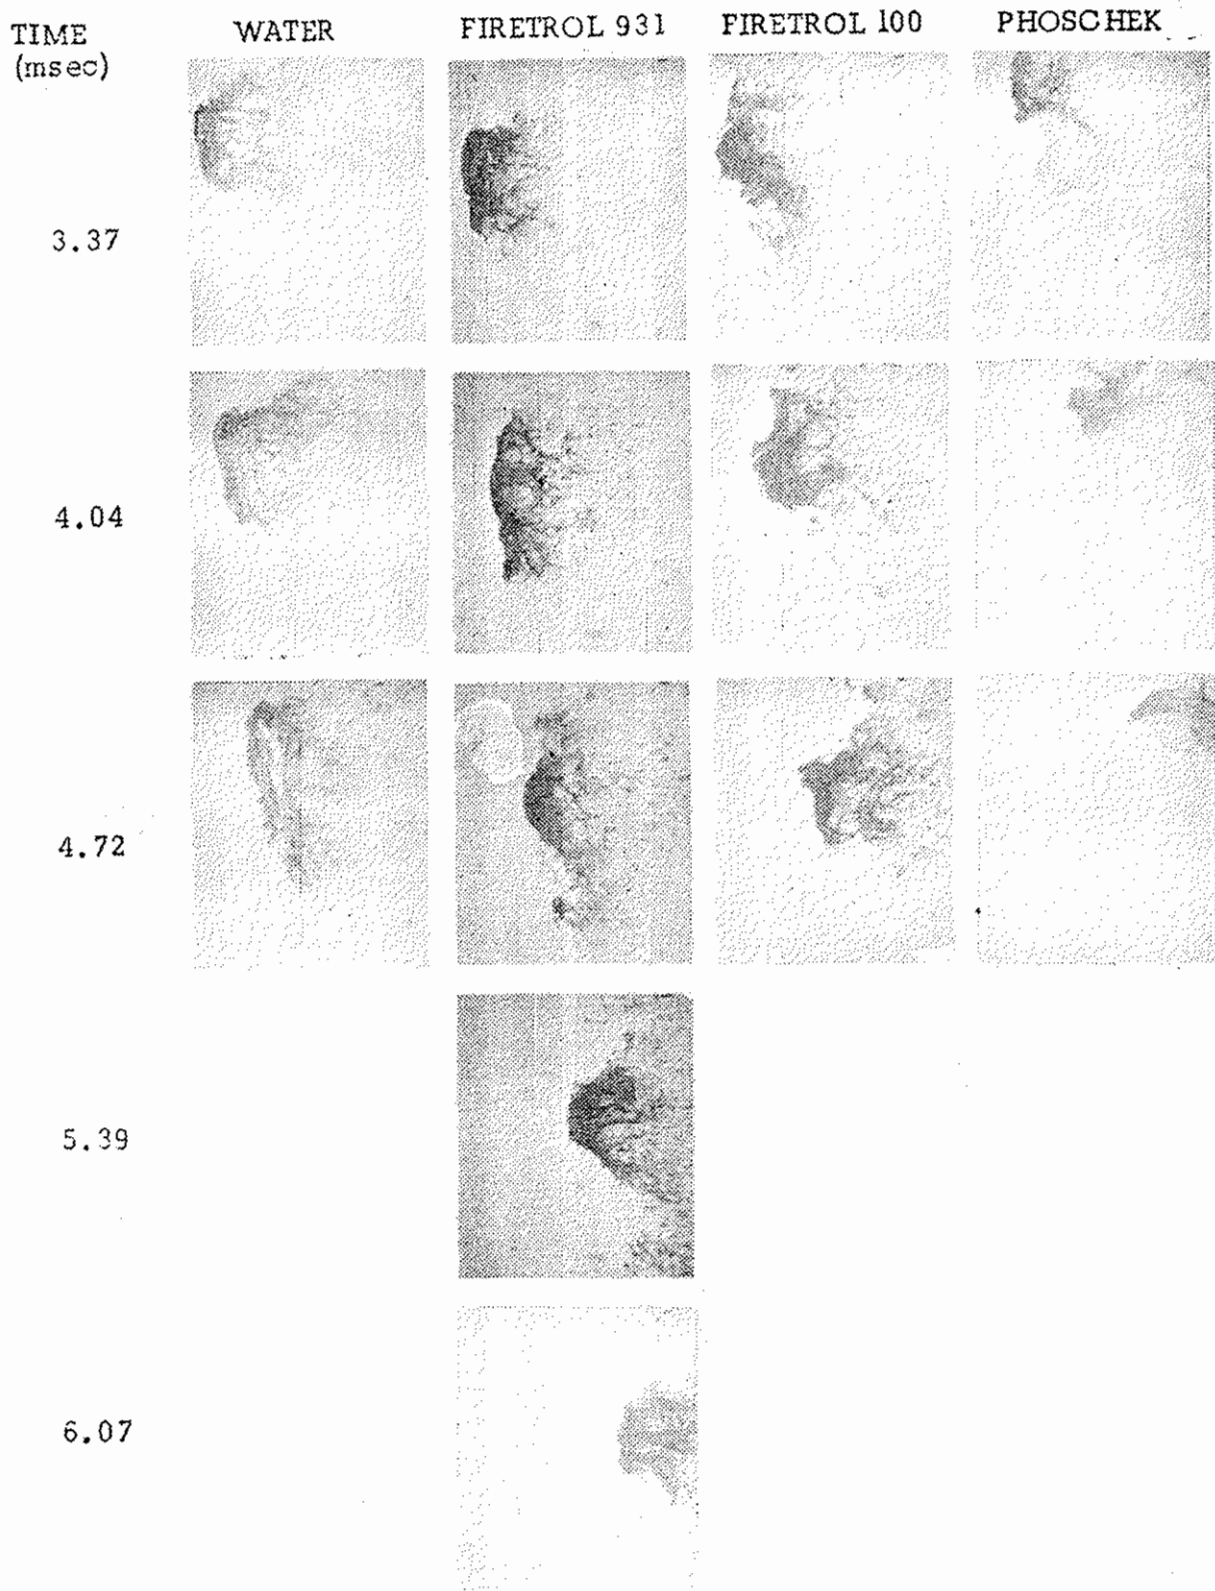 TIME WATER FIRETROL 931 FIRETROL 100 PHOSCHEK
(msec)
3.37
4.04
4.72
5.39
6.07